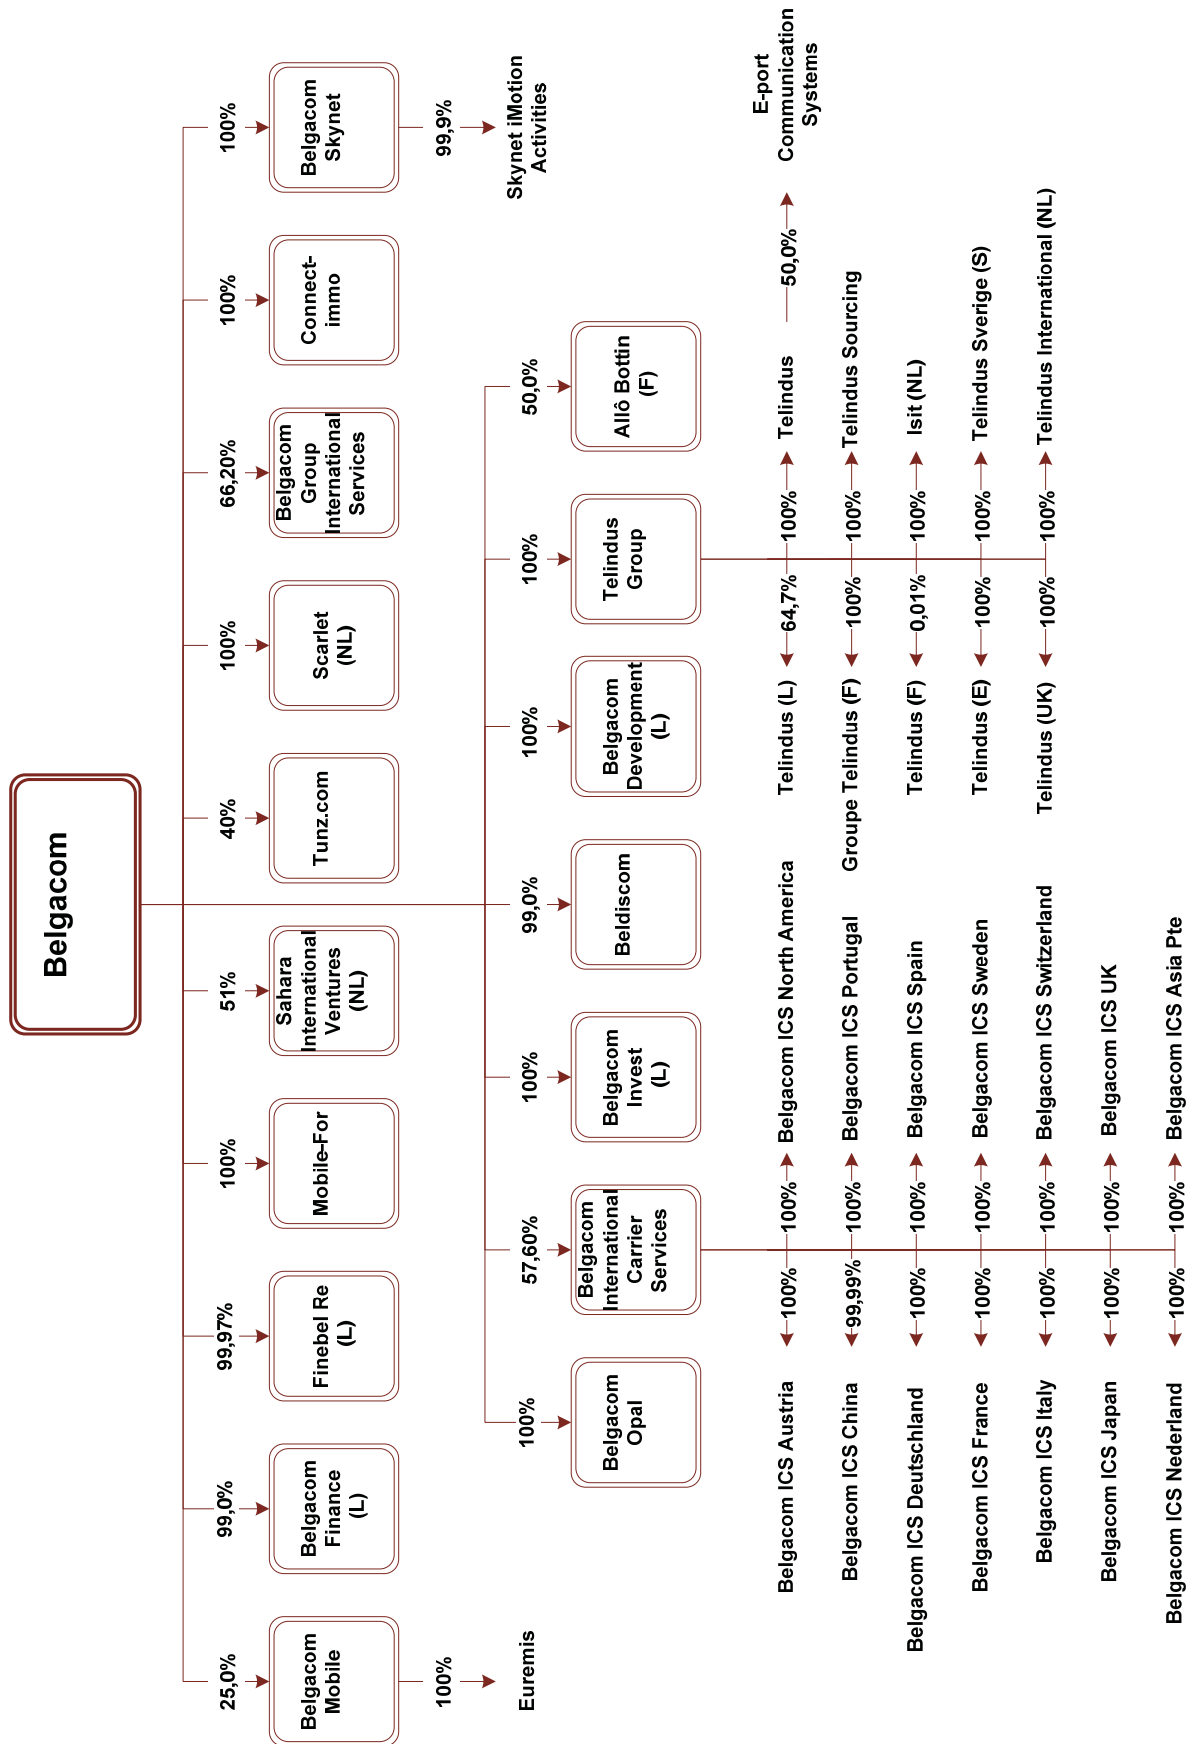 Belgacom
25,0%
99,0%
99,97%
100%
51%
40%
100%
66,20%
100%
100%
Belgacom
Mobile
Belgacom
Finance
(L)
Finebel Re
(L)
Mobile-For
Sahara
International
Ventures
(NL)
Tunz.com
Scarlet
(NL)
Belgacom
Group
International
Services
Connect-
immo
Belgacom
Skynet
100%
99,9%
Euremis
Skynet iMotion
Activities
100%
57,60%
100%
99,0%
100%
100%
50,0%
Belgacom
Opal
Belgacom
International
Carrier
Services
Belgacom
Invest
(L)
Beldiscom
Belgacom
Development
(L)
Telindus
Group
Allô Bottin
(F)
Belgacom ICS Austria
100%
100%
Belgacom ICS North America
Belgacom ICS China
99,99%
100%
Belgacom ICS Portugal
Belgacom ICS Deutschland
100%
100%
Belgacom ICS Spain
Belgacom ICS France
100%
100%
Belgacom ICS Sweden
Belgacom ICS Italy
100%
100%
Belgacom ICS Switzerland
Belgacom ICS Japan
100%
100%
Belgacom ICS UK
Belgacom ICS Nederland
100%
100%
Belgacom ICS Asia Pte
Telindus (L)
64,7%
100%
Telindus
50,0%
E-port
Communication
Systems
Groupe Telindus (F)
100%
100%
Telindus Sourcing
Telindus (F)
0,01%
100%
Isit (NL)
Telindus (E)
100%
100%
Telindus Sverige (S)
Telindus (UK)
100%
100%
Telindus International (NL)